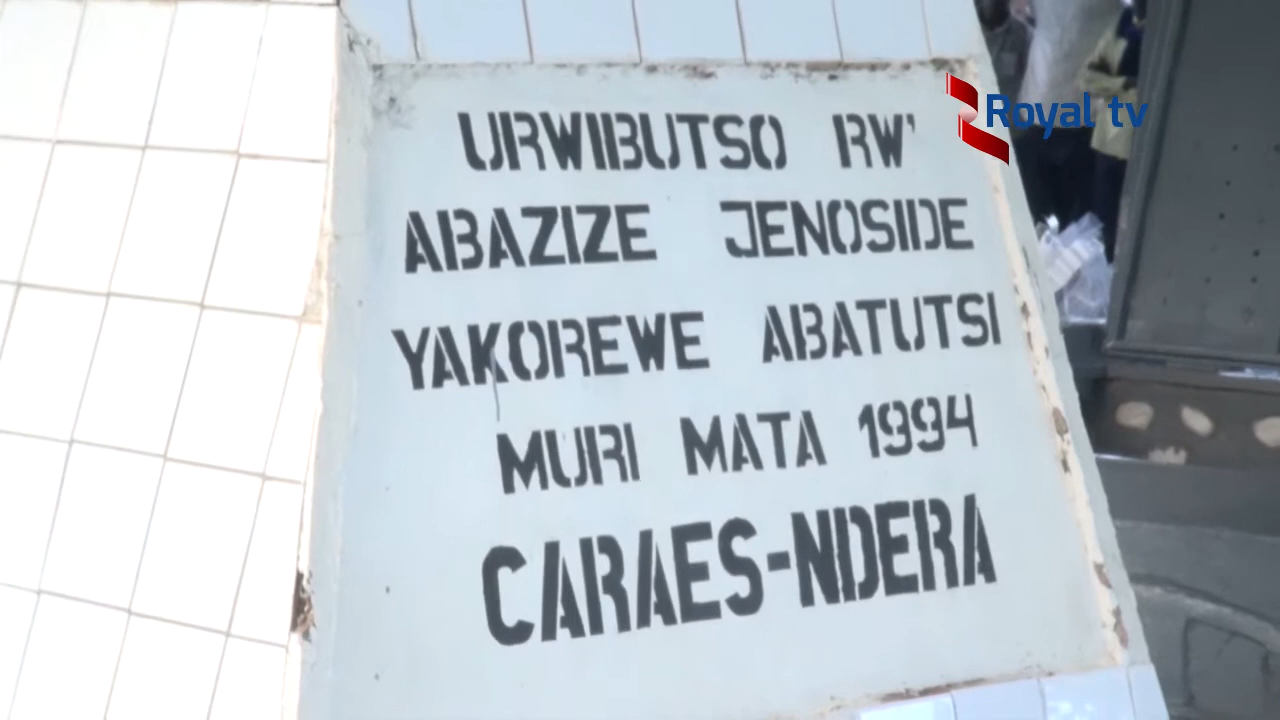 Royal tv
URWIBUTSO RW'
ABAZIZE JENOSIDE
YAKOREWE ABATUTSI
MURI MATA 1994
CARAES-NDERA